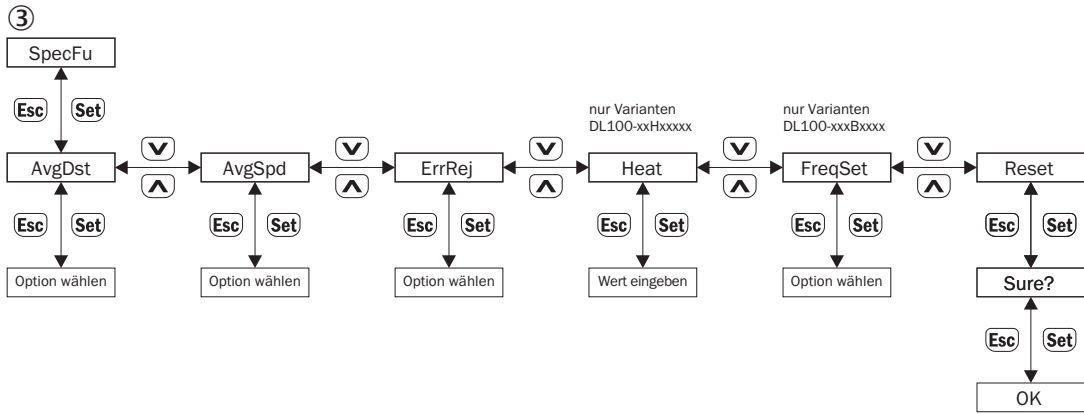 ③
SpecFu
Esc Set
nur Varianten
DL100-xxHxxxxx
nur Varianten
DL100-xxxBxxxx
AvgDst
AvgSpd
ErrRej
Heat
FreqSet
Reset
Esc Set
Esc Set
Esc Set
Esc Set
Esc Set
Esc Set
Option wählen
Option wählen
Option wählen
Wert eingeben
Option wählen
Sure?
Esc Set
OK